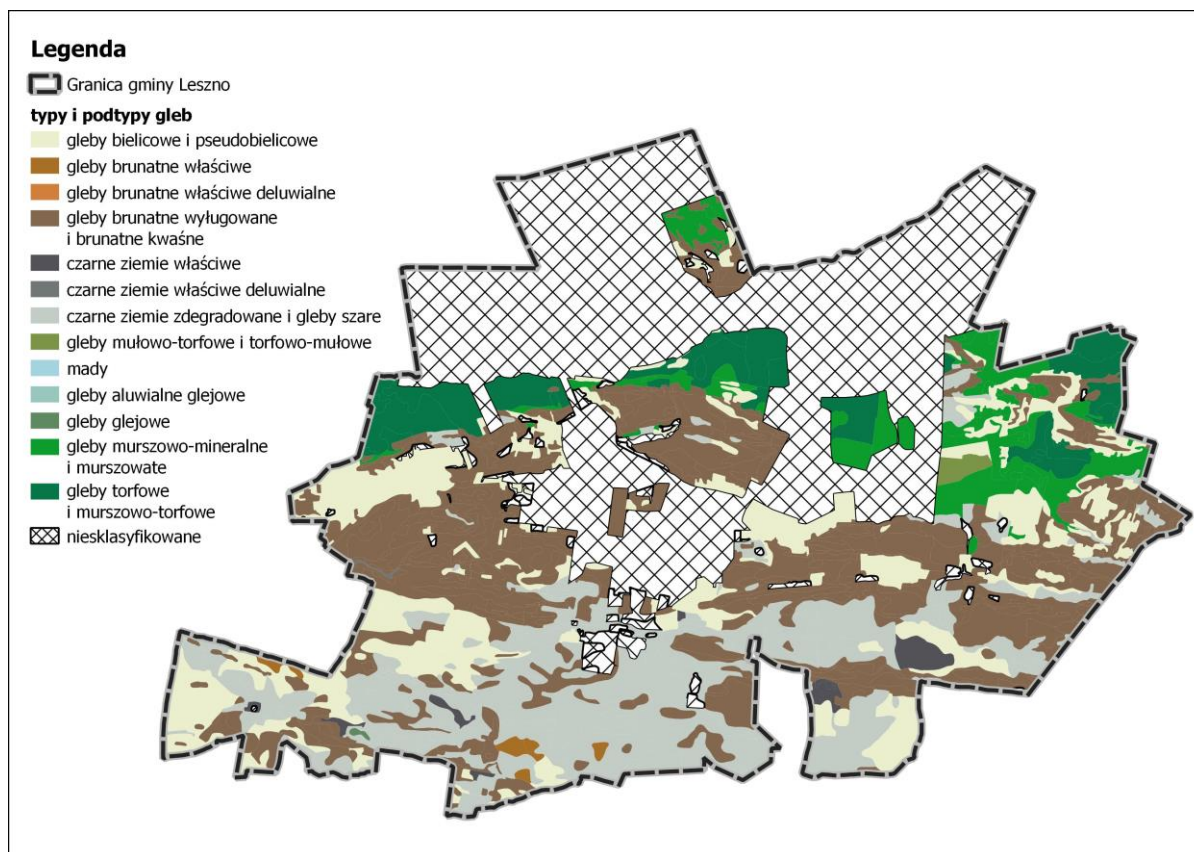 Legenda
Granica gminy Leszno
typy i podtypy gleb
gleby bielicowe i pseudobielicowe
gleby brunatne właściwe
gleby brunatne właściwe deluwialne
gleby brunatne wyługowane
i brunatne kwaśne
czarne ziemie właściwe
czarne ziemie właściwe deluwialne
czarne ziemie zdegradowane i gleby szare
gleby mułowo-torfowe i torfowo-mułowe
mady
gleby aluwialne glejowe
gleby glejowe
gleby murszowo-mineralne
i murszowate
gleby torfowe
i murszowo-torfowe
niesklasyfikowane